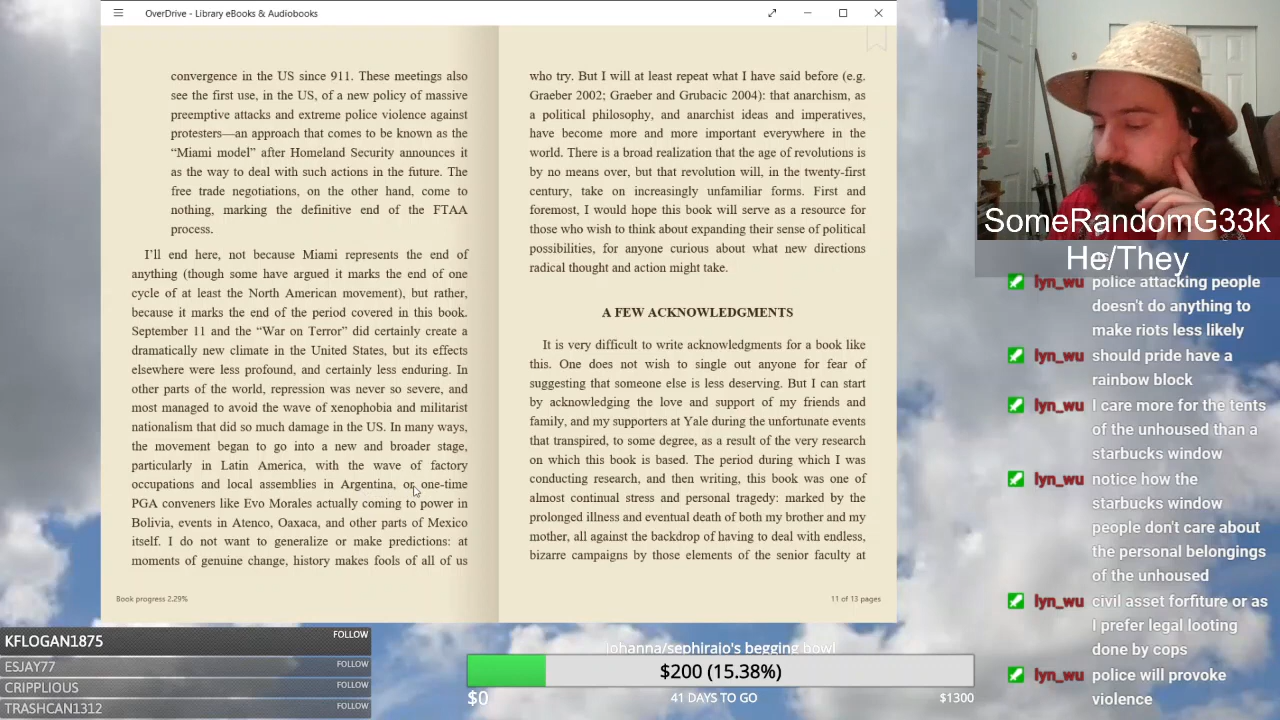 OverDrive - Library eBooks & Audiobooks
convergence in the US since 911. These meetings also
see the first use, in the US, of a new policy of massive
preemptive attacks and extreme police violence against
protesters—an approach that comes to be known as the
“Miami model” after Homeland Security announces it
as the way to deal with such actions in the future. The
free trade negotiations, on the other hand, come to
nothing, marking the definitive end of the FTAA
process.
I’ll end here, not because Miami represents the end of
anything (though some have argued it marks the end of one
cycle of at least the North American movement), but rather,
because it marks the end of the period covered in this book.
September 11 and the “War on Terror” did certainly create a
dramatically new climate in the United States, but its effects
elsewhere were less profound, and certainly less enduring. In
other parts of the world, repression was never so severe, and
most managed to avoid the wave of xenophobia and militarist
nationalism that did so much damage in the US. In many ways,
the movement began to go into a new and broader stage,
particularly in Latin America, with the wave of factory
occupations and local assemblies in Argentina, or one-time
PGA conveners like Evo Morales actually coming to power in
Bolivia, events in Atenco, Oaxaca, and other parts of Mexico
itself. I do not want to generalize or make predictions: at
moments of genuine change, history makes fools of all of us
Book progress 2.29%
who try. But I will at least repeat what I have said before (e.g.
Graeber 2002; Graeber and Grubacic 2004): that anarchism, as
a political philosophy, and anarchist ideas and imperatives,
have become more and more important everywhere in the
world. There is a broad realization that the age of revolutions is
by no means over, but that revolution will, in the twenty-first
century, take on increasingly unfamiliar forms. First and
foremost, I would hope this book will serve as a resource for
those who wish to think about expanding their sense of political
possibilities, for anyone curious about what new directions
radical thought and action might take.
A FEW ACKNOWLEDGMENTS
It is very difficult to write acknowledgments for a book like
this. One does not wish to single out anyone for fear of
suggesting that someone else is less deserving. But I can start
by acknowledging the love and support of my friends and
family, and my supporters at Yale during the unfortunate events
that transpired, to some degree, as a result of the very research
on which this book is based. The period during which I was
conducting research, and then writing, this book was one of
almost continual stress and personal tragedy: marked by the
prolonged illness and eventual death of both my brother and my
mother, all against the backdrop of having to deal with endless,
bizarre campaigns by those elements of the senior faculty at
11 of 13 pages
SomeRandomG33k
He/They
lyn_wu police attacking people
doesn't do anything to
make riots less likely
lyn_wu should pride have a
rainbow block
lyn_wu I care more for the tents
of the unhoused than a
starbucks window
lyn_wu notice how the
starbucks window
people don't care about
the personal belongings
of the unhoused
lyn_wu civil asset forfiture or as
I prefer legal looting
done by cops
lyn_wu police will provoke
violence
KFLOGAN1875 FOLLOW
ESJAY77 FOLLOW
CRIPPLIOUS FOLLOW
TRASHCAN1312 FOLLOW
johanna/sephiraio's begging bowl
$200 (15.38%)
$0 41 DAYS TO GO $1300